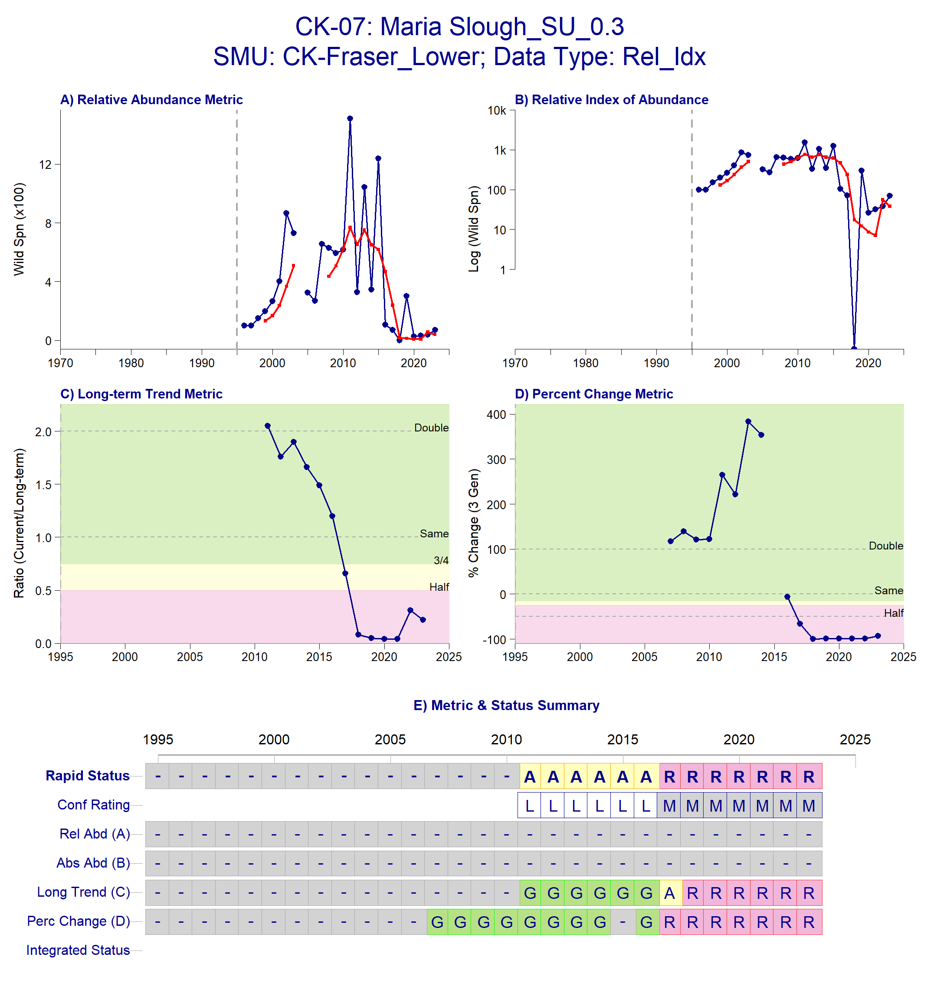 CK-07: Maria Slough_SU_0.3
SMU: CK-Fraser_Lower; Data Type: Rel_Idx
A) Relative Abundance Metric
Wild Spn (x100)
12
8
4
0
1970 1980 1990 2000 2010 2020
B) Relative Index of Abundance
Log (Wild Spn)
10k
1k
100
10
1
1970 1980 1990 2000 2010 2020
C) Long-term Trend Metric
Ratio (Current/Long-term)
2.0
1.5
1.0
0.5
0.0
Double
Same
3/4
Half
1995 2000 2005 2010 2015 2020 2025
D) Percent Change Metric
% Change (3 Gen)
400
300
200
100
0
-100
Double
Same
Half
1995 2000 2005 2010 2015 2020 2025
E) Metric & Status Summary
1995 2000 2005 2010 2015 2020 2025
Rapid Status - - - - - - - - - - - - - - - - A A A A A A R R R R R R R
Conf Rating L L L L L L M M M M M M M
Rel Abd (A) - - - - - - - - - - - - - - - - - - - - - - - - - - - - -
Abs Abd (B) - - - - - - - - - - - - - - - - - - - - - - - - - - - - -
Long Trend (C) - - - - - - - - - - - - - - - - G G G G G G A R R R R R R
Perc Change (D) - - - - - - - - - - - - G G G G G G G G - G R R R R R R R
Integrated Status